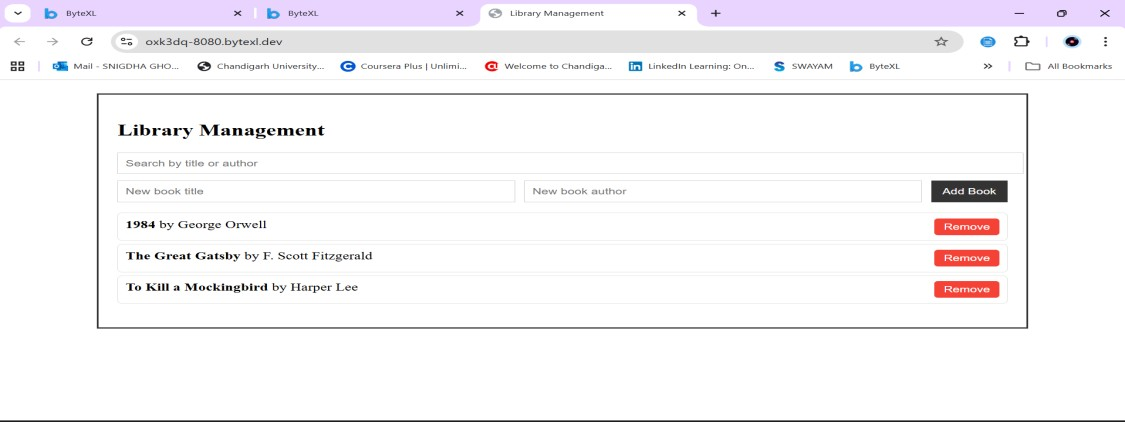 ByteXL
ByteXL
Library Management
oxk3dq-8080.bytexl.dev
Mail - SNIGDHA GHO...
Chandigarh University...
Coursera Plus | Unlimi...
Welcome to Chandiga...
LinkedIn Learning: On...
SWAYAM
ByteXL
All Bookmarks
Library Management
Search by title or author
New book title
New book author
Add Book
1984 by George Orwell
Remove
The Great Gatsby by F. Scott Fitzgerald
Remove
To Kill a Mockingbird by Harper Lee
Remove